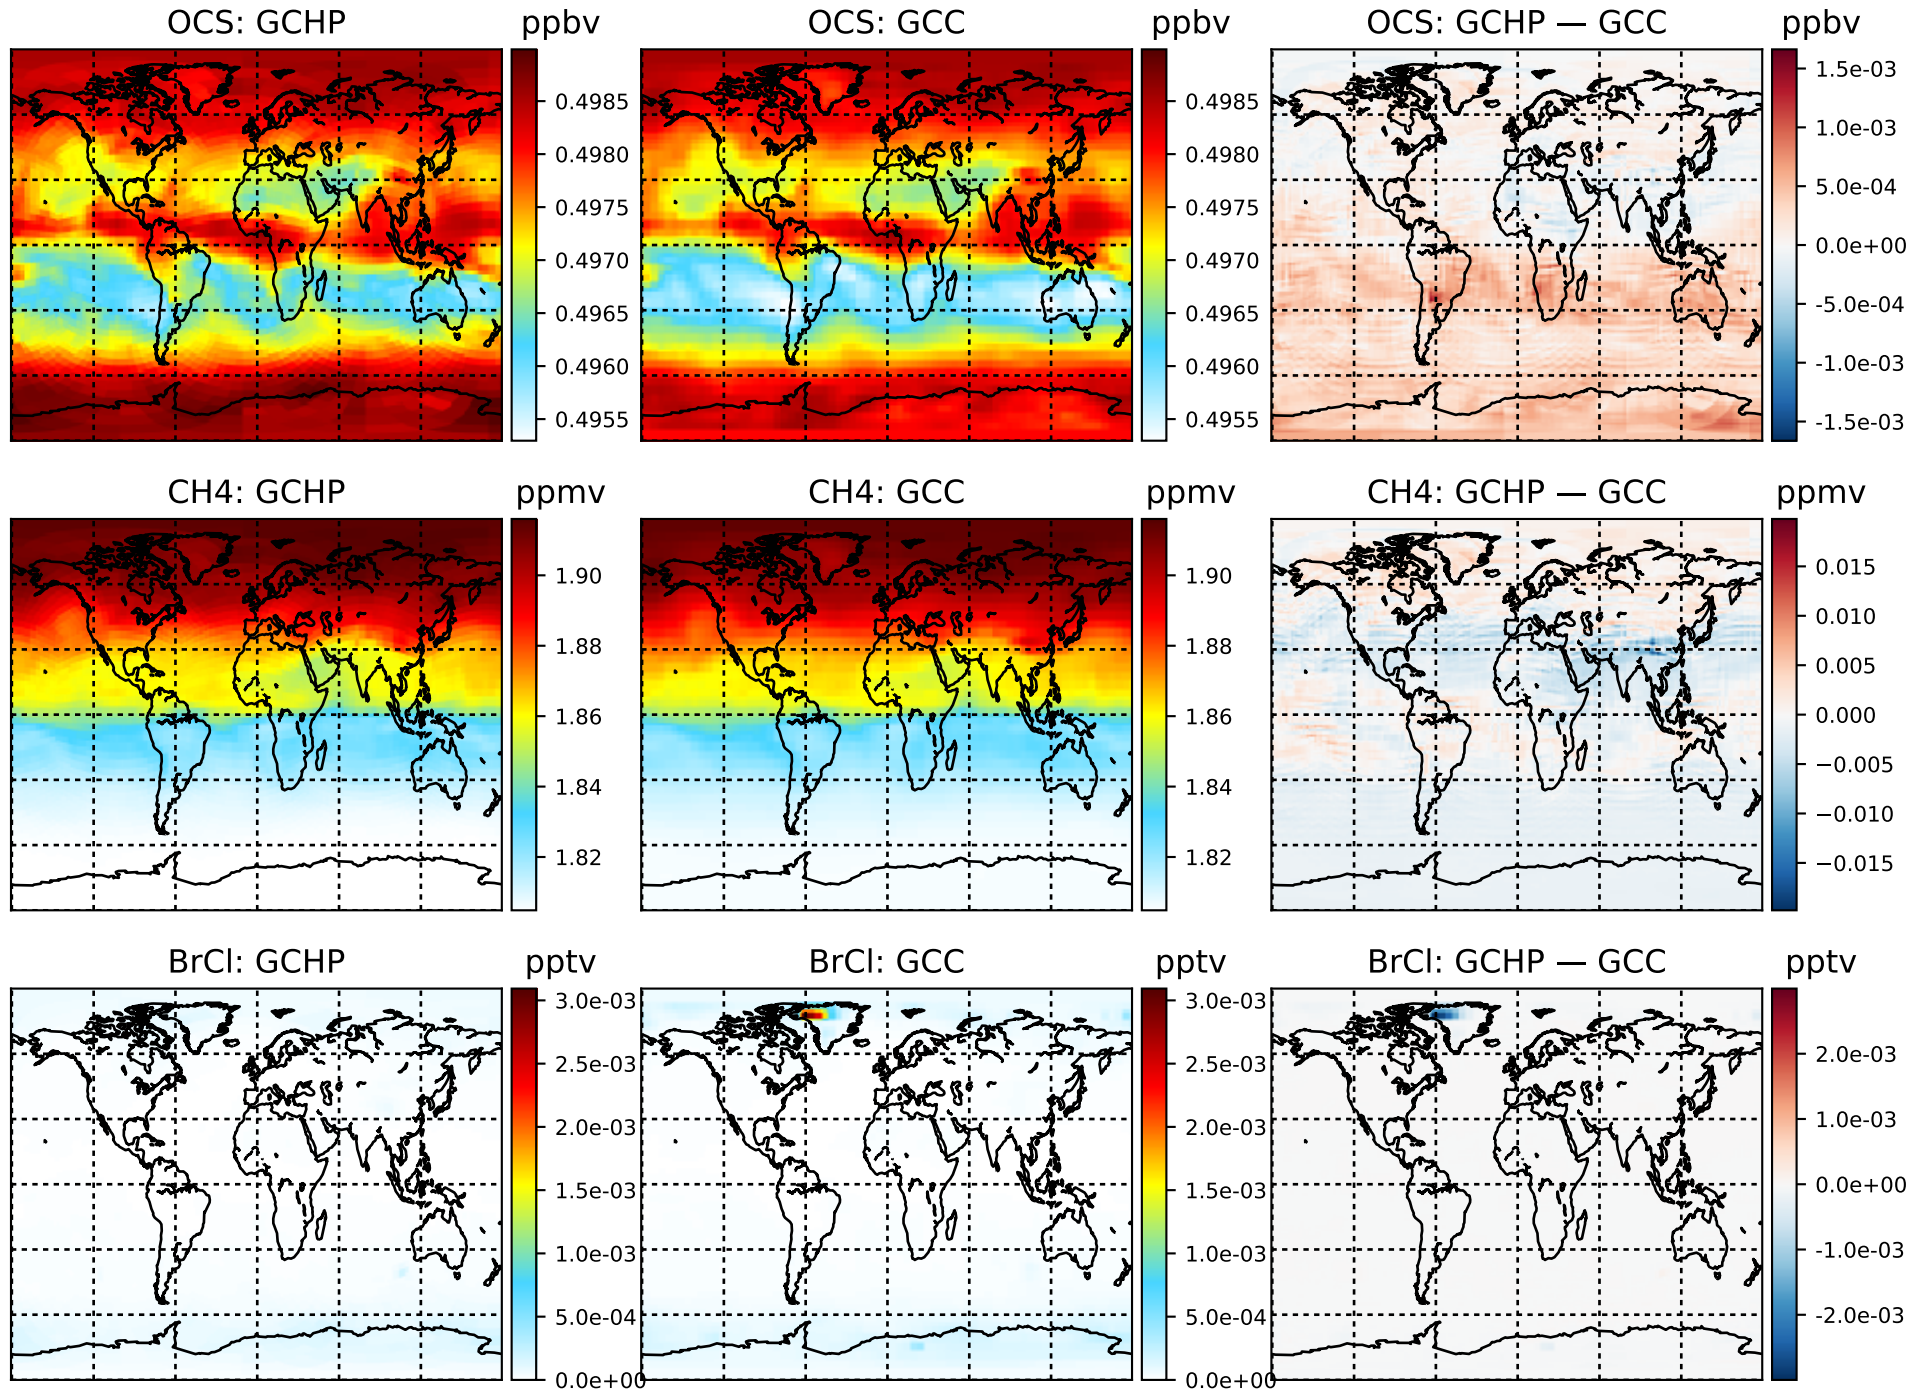 OCS: GCHP
ppbv
0.4985
0.4980
0.4975
0.4970
0.4965
0.4960
0.4955
OCS: GCC
ppbv
0.4985
0.4980
0.4975
0.4970
0.4965
0.4960
0.4955
OCS: GCHP — GCC
ppbv
1.5e-03
1.0e-03
5.0e-04
0.0e+00
-5.0e-04
-1.0e-03
-1.5e-03
CH4: GCHP
ppmv
1.90
1.88
1.86
1.84
1.82
CH4: GCC
ppmv
1.90
1.88
1.86
1.84
1.82
CH4: GCHP — GCC
ppmv
0.015
0.010
0.005
0.000
−0.005
−0.010
−0.015
BrCl: GCHP
pptv
3.0e-03
2.5e-03
2.0e-03
1.5e-03
1.0e-03
5.0e-04
0.0e+00
BrCl: GCC
pptv
3.0e-03
2.5e-03
2.0e-03
1.5e-03
1.0e-03
5.0e-04
0.0e+00
BrCl: GCHP — GCC
pptv
2.0e-03
1.0e-03
0.0e+00
-1.0e-03
-2.0e-03